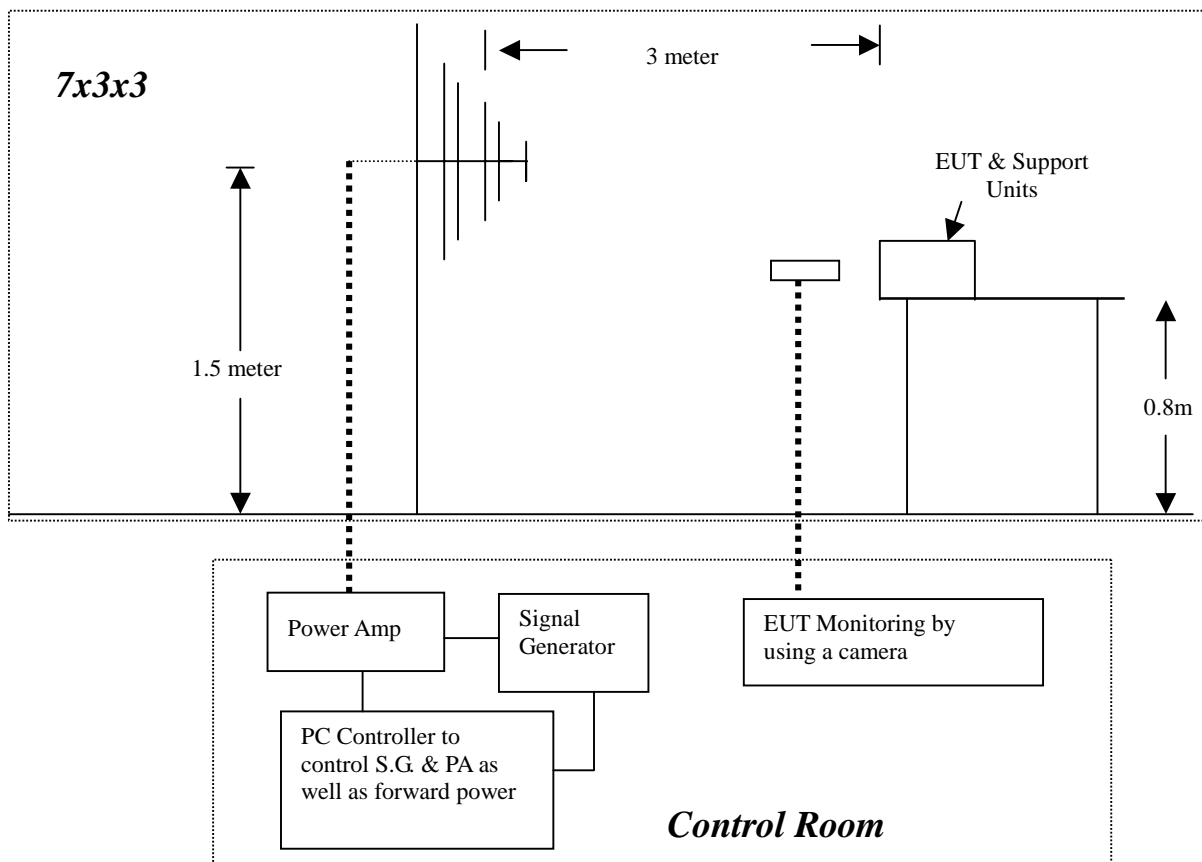 3 meter
7x3x3
EUT & Support
Units
1.5 meter
0.8m
Power Amp
Signal
Generator
EUT Monitoring by
using a camera
PC Controller to
control S.G. & PA as
well as forward power
Control Room